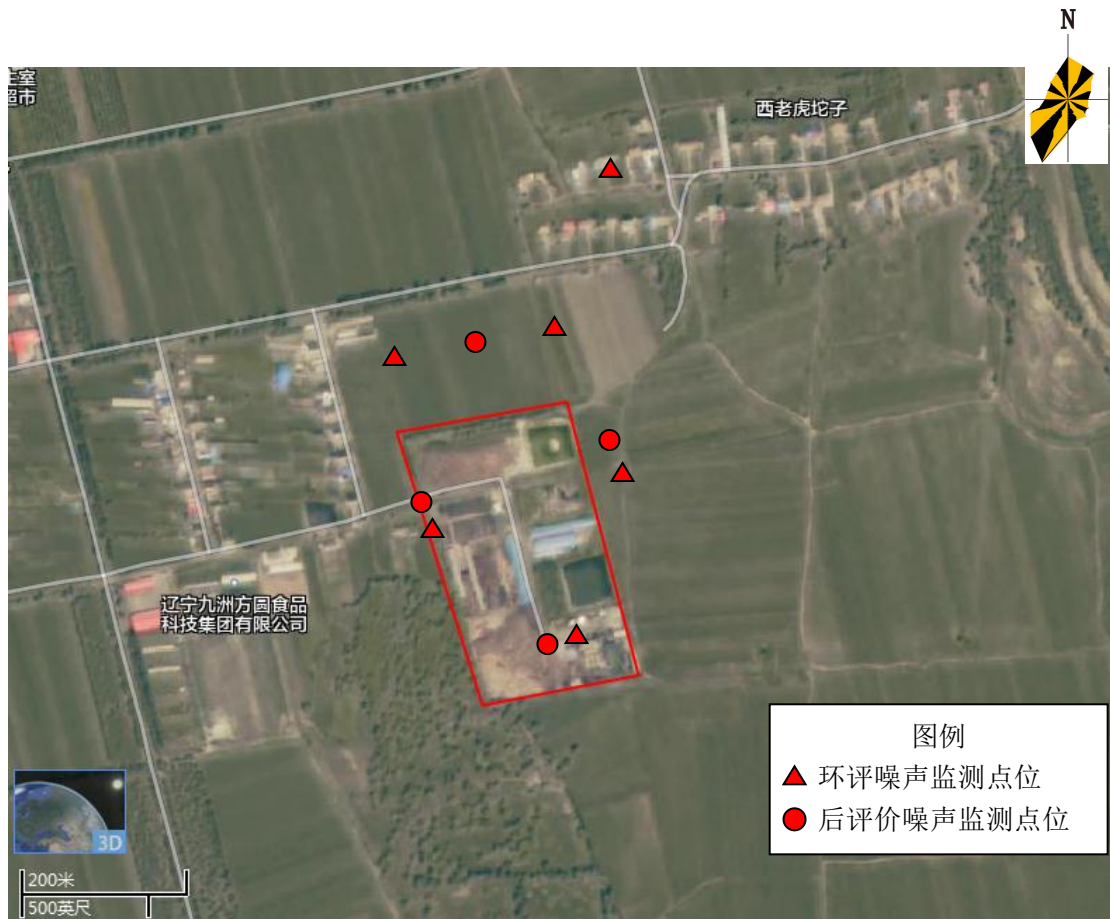 N
室
超市
西老虎坨子
辽宁九洲方圆食品
科技集团有限公司
图例
环评噪声监测点位
后评价噪声监测点位
3D
200米
500英尺